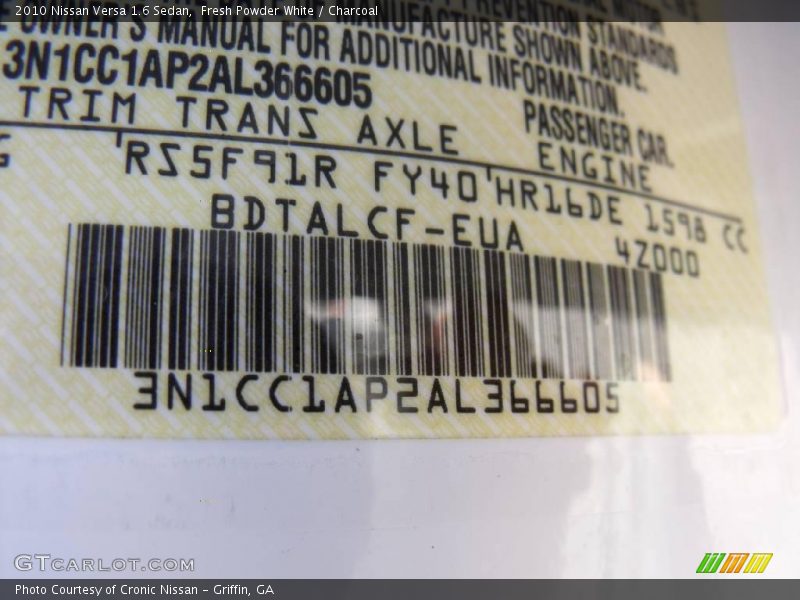 2010 Nissan Versa 1.6 Sedan, Fresh Powder White / Charcoal
PREVENTION STANDARDS
MANUFACTURE SHOWN ABOVE.
OWNER'S MANUAL FOR ADDITIONAL INFORMATION.
3N1CC1AP2AL366605
PASSENGER CAR.
TRIM TRANS AXLE ENGINE
G RS5F91R FY40 HR16DE 1598 CC
BDTALCF-EUA 4Z000
3N1CC1AP2AL366605
GTCARLOT.COM
Photo Courtesy of Cronic Nissan – Griffin, GA